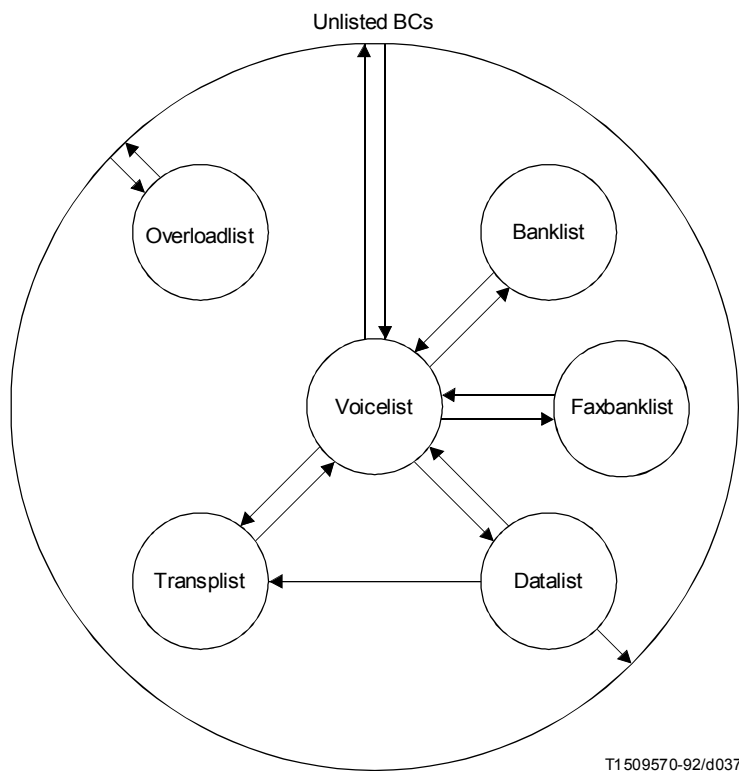 Unlisted BCs
Overloadlist
Banklist
Voicelist
Faxbanklist
Transplist
Datalist
T1509570-92/d037